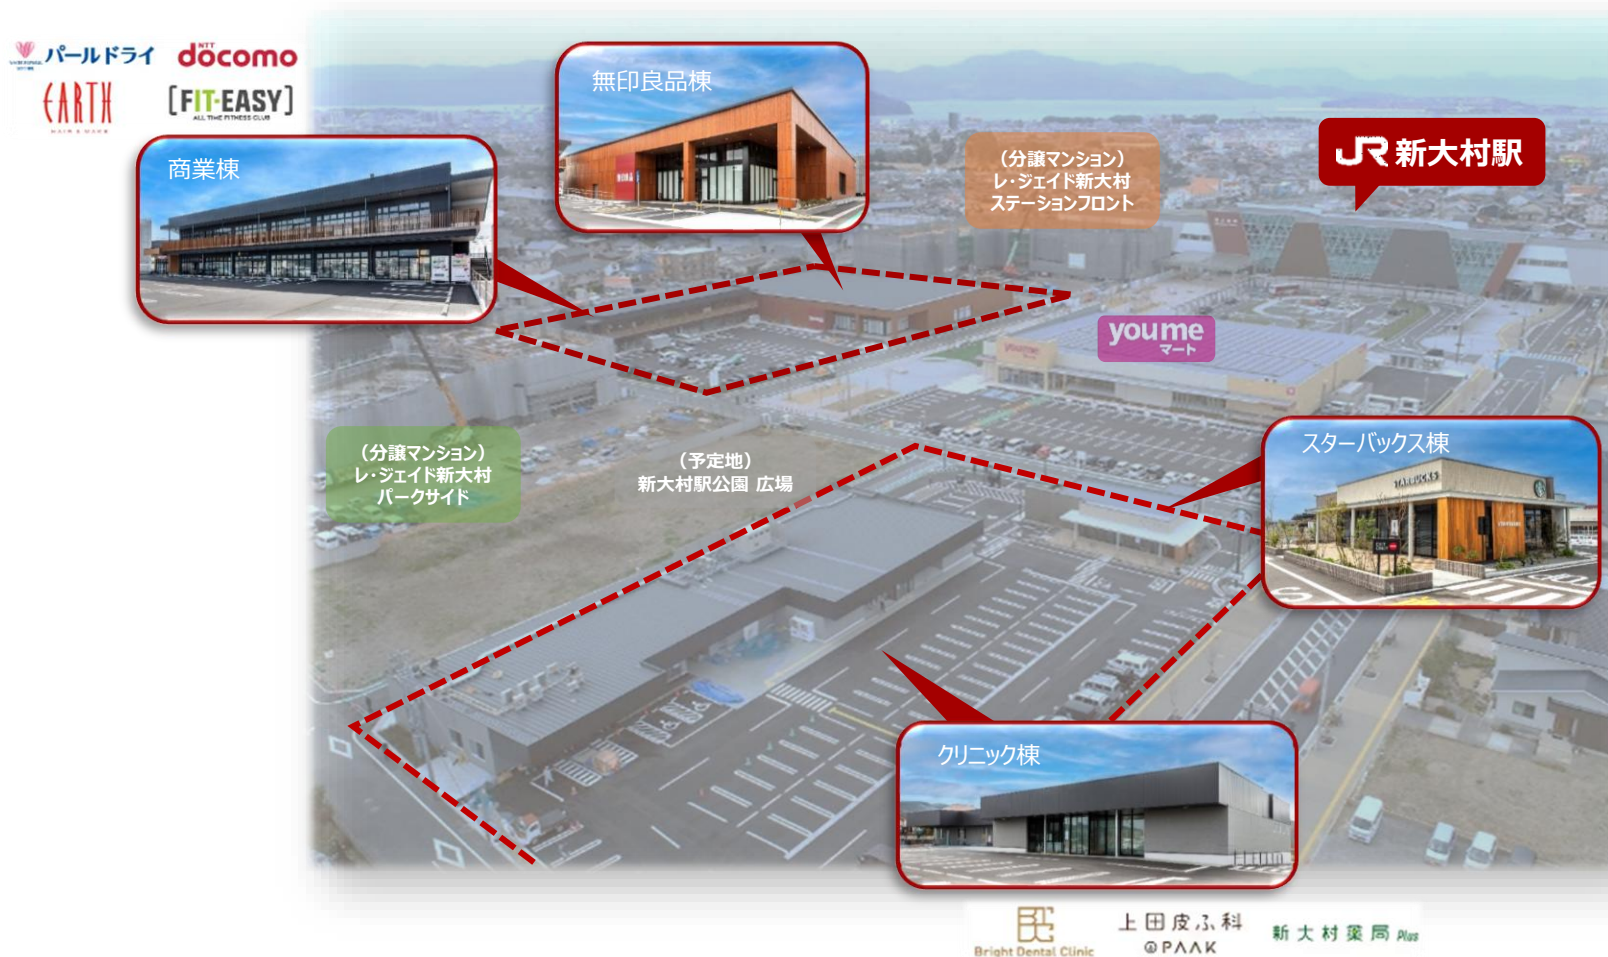 パールドライ
NTT
docomo
EARTH
HAIR & MAKE
[FIT-EASY]
ALL TIME FITNESS CLUB
商業棟
無印良品棟
(分譲マンション)
レ・ジェイド新大村
ステーションフロント
JR 新大村駅
youme
マート
youme
(分譲マンション)
レ・ジェイド新大村
パークサイド
(予定地)
新大村駅公園 広場
スターバックス棟
STARBUCKS
クリニック棟
Bright Dental Clinic
上田皮ふ科
@PAAK
新大村薬局 Plus